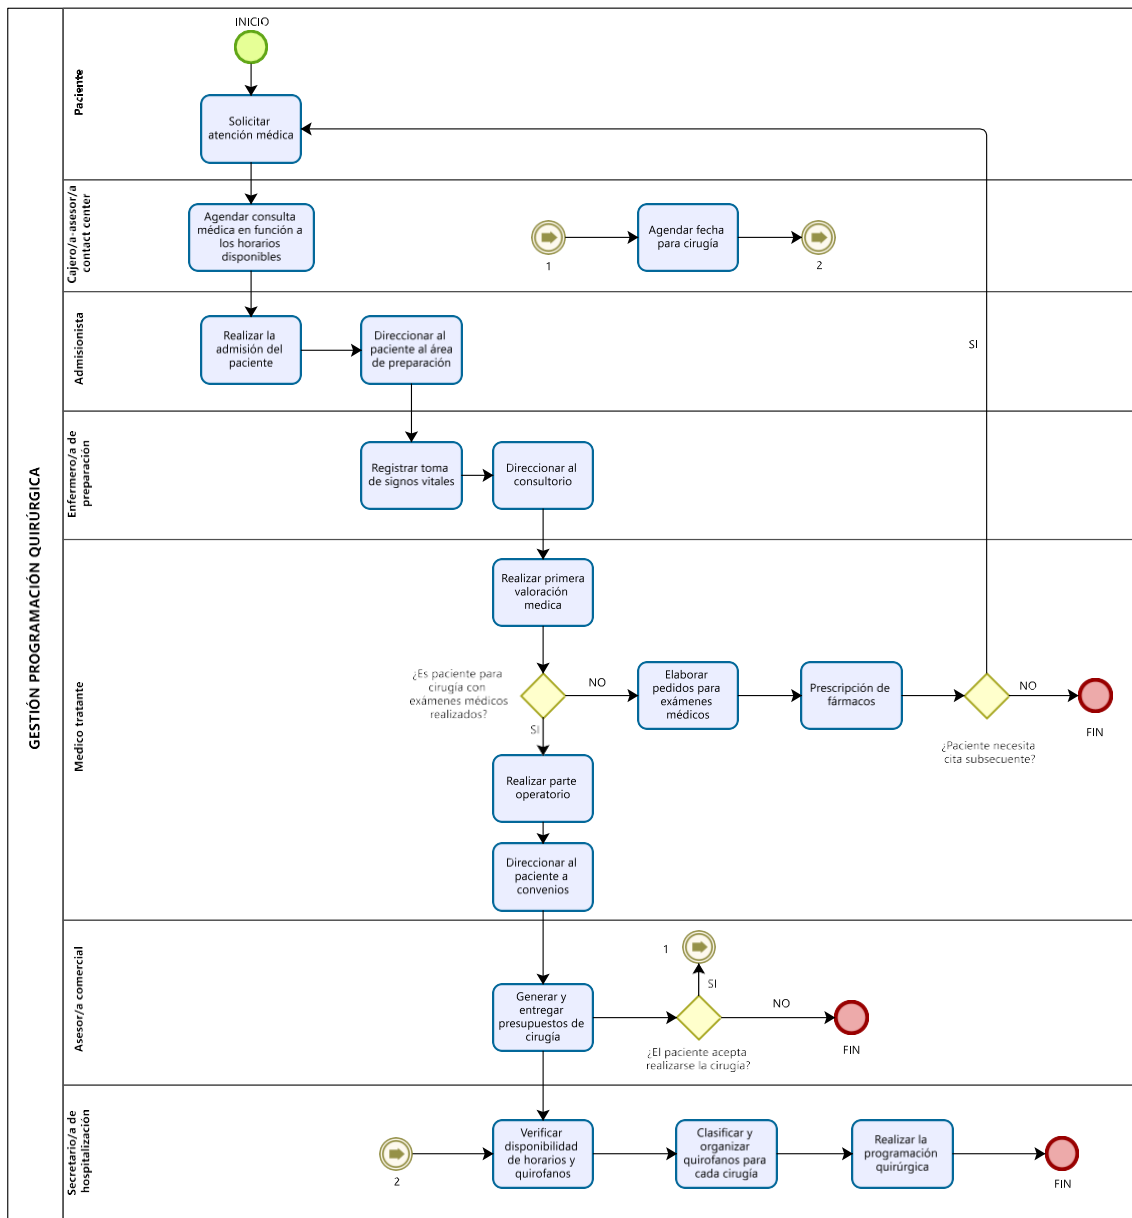 GESTIÓN PROGRAMACIÓN QUIRÚRGICA
Paciente
INICIO
Solicitar
atención médica
Cajero/a-asesor/a
contact center
Agendar consulta
médica en función a
los horarios
disponibles
1
Agendar fecha
para cirugía
2
Admisionista
Realizar la
admisión del
paciente
Direccionar al
paciente al área
de preparación
SI
Enfermero/a de
preparación
Registrar toma
de signos vitales
Direccionar al
consultorio
Medico tratante
Realizar primera
valoración
medica
¿Es paciente para
cirugía con
exámenes médicos
realizados?
NO
Elaborar
pedidos para
exámenes
médicos
Prescripción de
fármacos
NO
FIN
¿Paciente necesita
cita subsecuente?
SI
Realizar parte
operatorio
Direccionar al
paciente a
convenios
Asesor/a comercial
1
SI
Generar y
entregar
presupuestos de
cirugía
NO
FIN
¿El paciente acepta
realizarse la cirugía?
Secretario/a de
hospitalización
2
Verificar
disponibilidad
de horarios y
quirofanos
Clasificar y
organizar
quirofanos para
cada cirugía
Realizar la
programación
quirúrgica
FIN